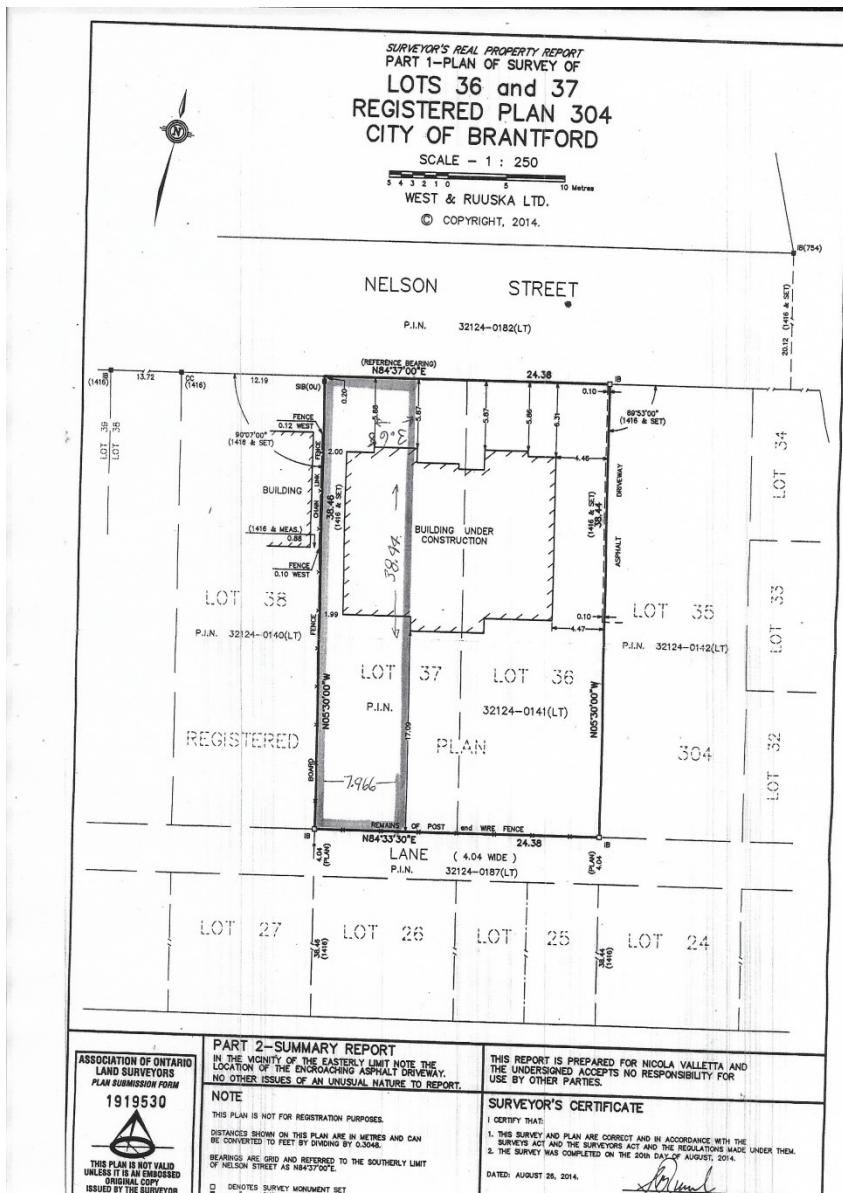 SURVEYOR'S REAL PROPERTY REPORT
PART 1-PLAN OF SURVEY OF
LOTS 36 and 37
REGISTERED PLAN 304
CITY OF BRANTFORD
SCALE - 1 : 250
5 4 3 2 1 0 5 10 Metres
WEST & RUUSKA LTD.
© COPYRIGHT, 2014.
N
IB(754)
NELSON STREET
P.I.N. 32124-0182(LT)
20.12 (1416 & SET)
(REFERENCE BEARING)
N84°37'00"E
24.38
IB
(1416)
13.72
CC
(1416)
12.19
SIB(OU)
0.20
IB
0.10
89°53'00"
(1416 & SET)
FENCE
0.12 WEST
90°07'00"
(1416 & SET)
5.88
5.87
5.87
5.86
6.31
2.00
4.46
LOT 39
LOT 38
LOT 34
BUILDING
CHAIN LINK FENCE
38.46
(1416 & SET)
38.44
BUILDING UNDER
CONSTRUCTION
(1416 & SET)
38.44
ASPHALT DRIVEWAY
(1416 & MEAS.)
0.88
FENCE
0.10 WEST
LOT 38
P.I.N. 32124-0140(LT)
1.99
0.10
4.47
LOT 35
P.I.N. 32124-0142(LT)
LOT 33
FENCE
LOT 37
LOT 36
P.I.N.
32124-0141(LT)
N05°30'00"W
N05°30'00"W
17.09
REGISTERED
PLAN
304
LOT 32
BOARD
7.966
REMAINS OF POST and WIRE FENCE
IB
N84°33'30"E
24.38
IB
4.04
(PLAN)
LANE ( 4.04 WIDE )
P.I.N. 32124-0187(LT)
(PLAN)
4.04
LOT 27
LOT 26
LOT 25
LOT 24
38.46
(1416)
38.44
(1416)
ASSOCIATION OF ONTARIO
LAND SURVEYORS
PLAN SUBMISSION FORM
1919530
THIS PLAN IS NOT VALID
UNLESS IT IS AN EMBOSSED
ORIGINAL COPY
ISSUED BY THE SURVEYOR
PART 2-SUMMARY REPORT
IN THE VICINITY OF THE EASTERLY LIMIT NOTE THE
LOCATION OF THE ENCROACHING ASPHALT DRIVEWAY.
NO OTHER ISSUES OF AN UNUSUAL NATURE TO REPORT.
NOTE
THIS PLAN IS NOT FOR REGISTRATION PURPOSES.
DISTANCES SHOWN ON THIS PLAN ARE IN METRES AND CAN
BE CONVERTED TO FEET BY DIVIDING BY 0.3048.
BEARINGS ARE GRID AND REFERRED TO THE SOUTHERLY LIMIT
OF NELSON STREET AS N84°37'00"E.
DENOTES SURVEY MONUMENT SET
THIS REPORT IS PREPARED FOR NICOLA VALLETTA AND
THE UNDERSIGNED ACCEPTS NO RESPONSIBILITY FOR
USE BY OTHER PARTIES.
SURVEYOR'S CERTIFICATE
I CERTIFY THAT:
1. THIS SURVEY AND PLAN ARE CORRECT AND IN ACCORDANCE WITH THE
SURVEYS ACT AND THE SURVEYORS ACT AND THE REGULATIONS MADE UNDER THEM.
2. THE SURVEY WAS COMPLETED ON THE 20th DAY OF AUGUST, 2014.
DATED: AUGUST 26, 2014.